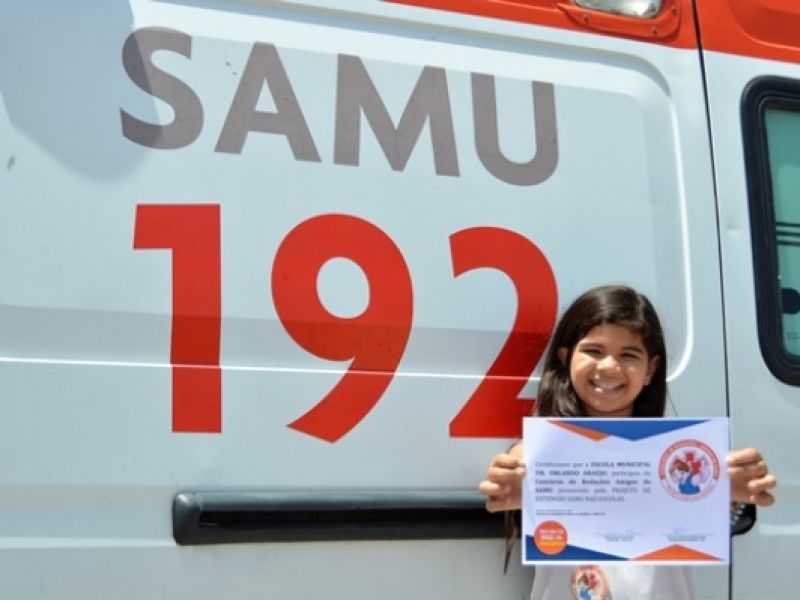 SAMU
192
Certificamos que a ESCOLA MUNICIPAL
DR. ORLANDO ARAÚJO, participou do
Concurso de Redações Amigos do
SAMU promovido pelo PROJETO DE
EXTENSÃO SAMU NAS ESCOLAS.